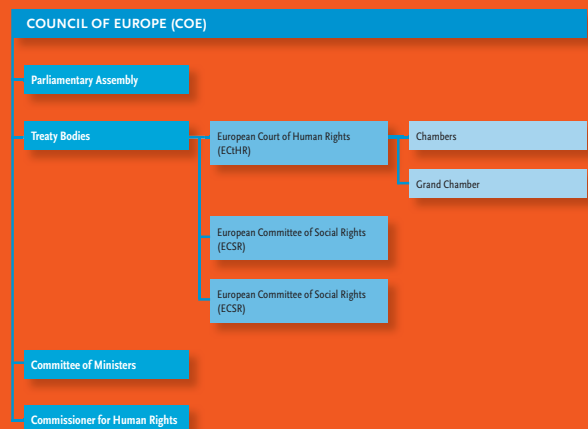 COUNCIL OF EUROPE (COE)
Parliamentary Assembly
Treaty Bodies
European Court of Human Rights
(ECtHR)
Chambers
Grand Chamber
European Committee of Social Rights
(ECSR)
European Committee of Social Rights
(ECSR)
Committee of Ministers
Commissioner for Human Rights